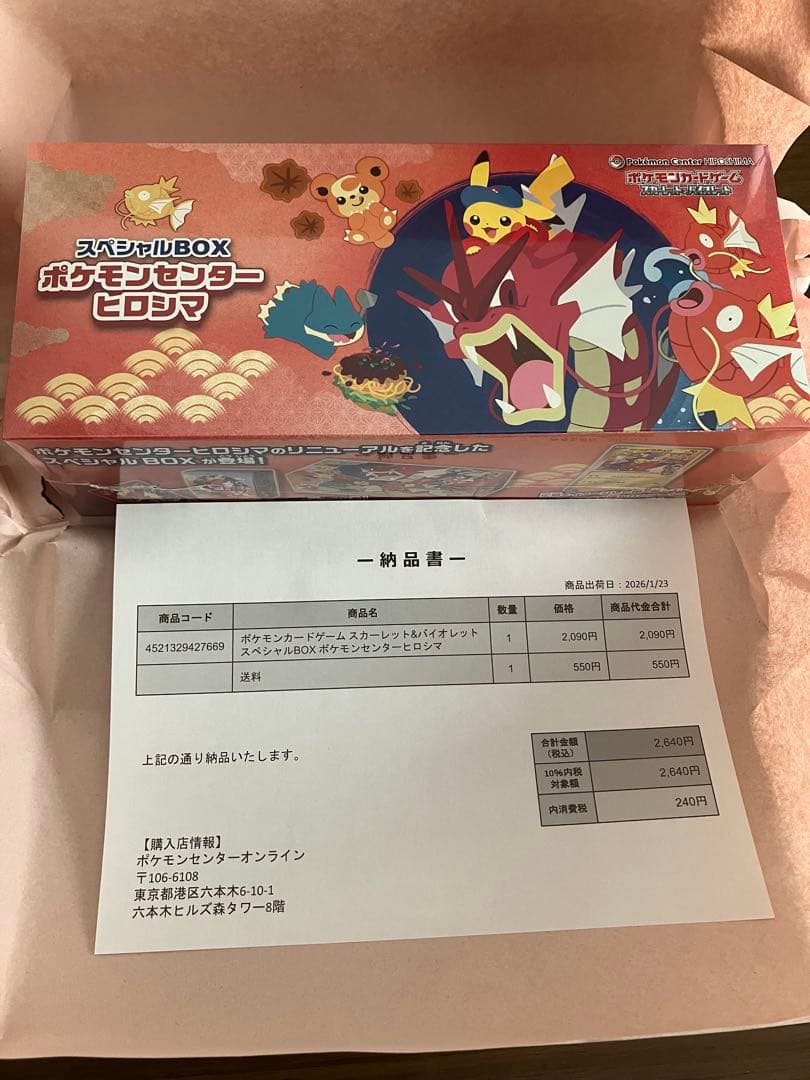 Pokémon Center HIROSHIMA
ポケモンカードゲーム
スカーレット&バイオレット
スペシャルBOX
ポケモンセンター
ヒロシマ
ポケモンセンターヒロシマのリニューアルを記念した
スペシャルBOXが登場!
ー納品書ー
商品出荷日:2026/1/23
商品コード 商品名 数量 価格 商品代金合計
4521329427669 ポケモンカードゲーム スカーレット&バイオレット 1 2,090円 2,090円
スペシャルBOX ポケモンセンターヒロシマ
送料 1 550円 550円
上記の通り納品いたします。
合計金額 2,640円
(税込)
10%内税 2,640円
対象額
内消費税 240円
【購入店情報】
ポケモンセンターオンライン
〒106-6108
東京都港区六本木6-10-1
六本木ヒルズ森タワー8階